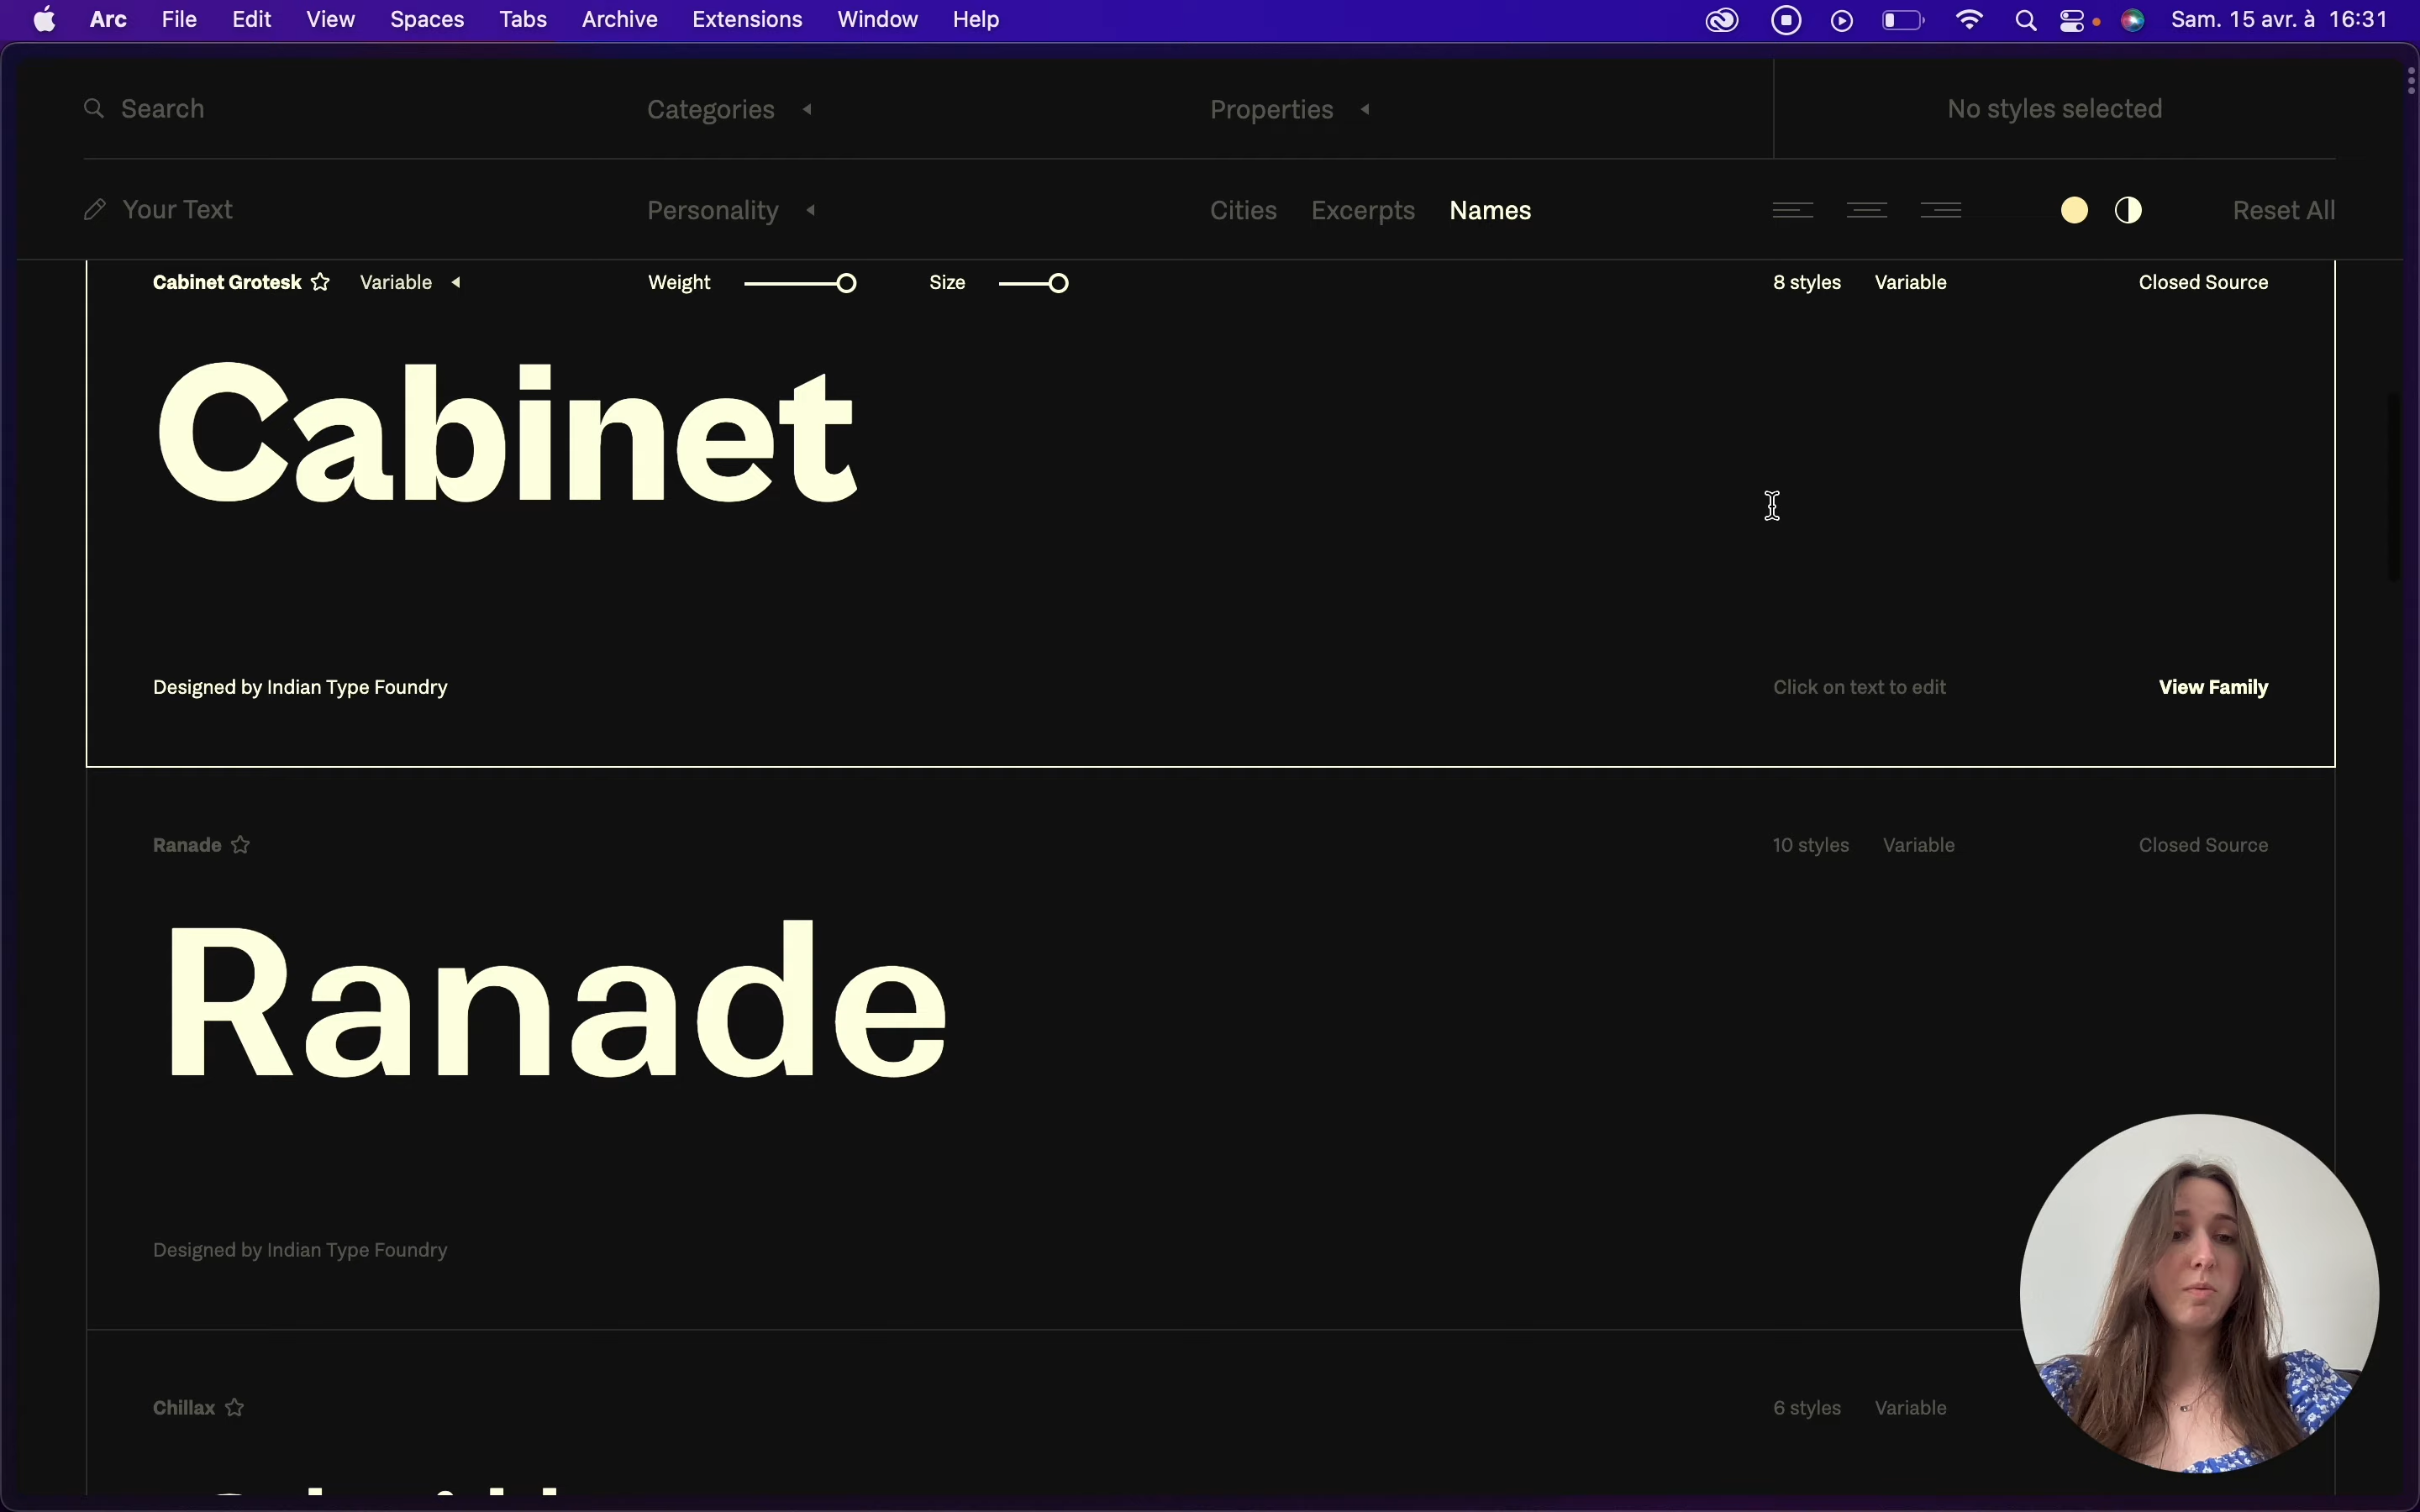 Arc File Edit View Spaces Tabs Archive Extensions Window Help Sam. 15 avr. à 16:31
Search Categories Properties No styles selected
Your Text Personality Cities Excerpts Names Reset All
Cabinet Grotesk Variable Weight Size 8 styles Variable Closed Source
Cabinet
Designed by Indian Type Foundry Click on text to edit View Family
Ranade 10 styles Variable Closed Source
Ranade
Designed by Indian Type Foundry
Chillax 6 styles Variable